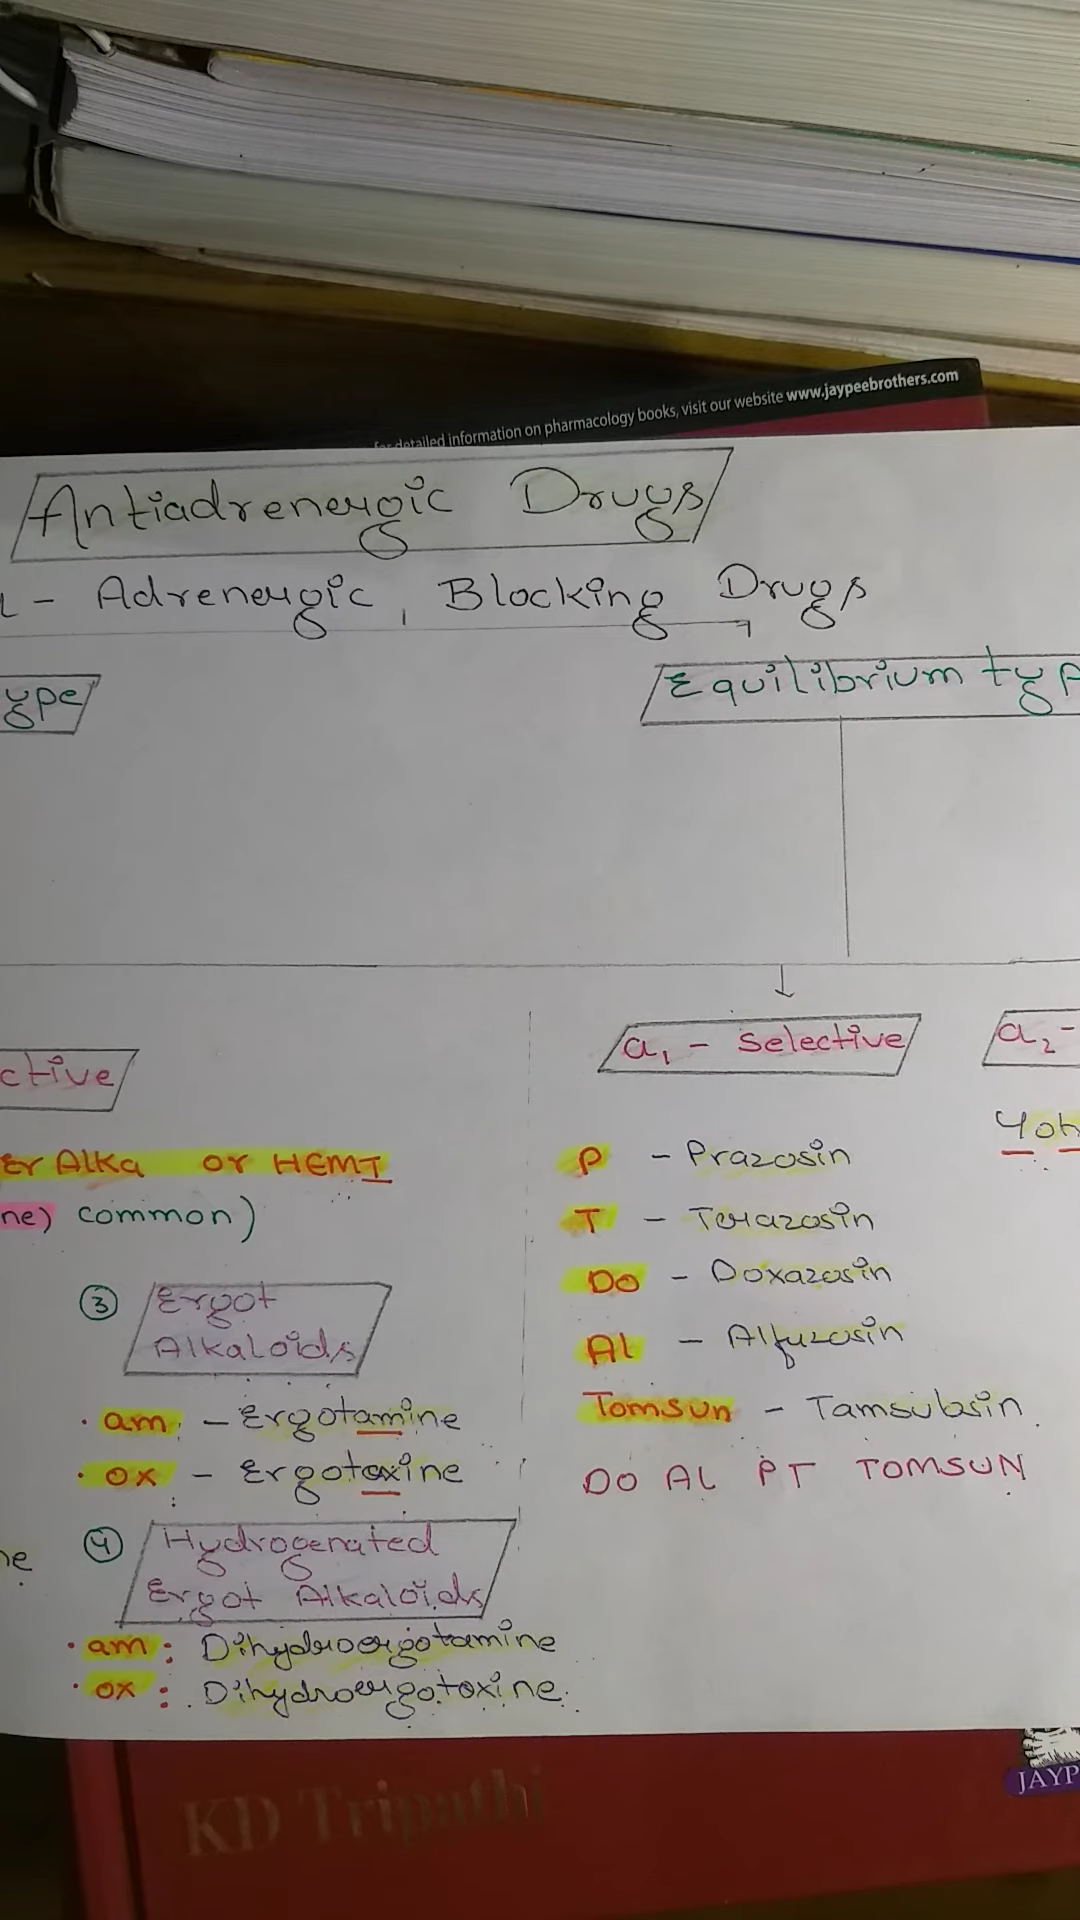 detailed information on pharmacology books, visit our website www.jaypeebrothers.com
Antiadrenergic Drugs
- Adrenergic Blocking Drugs
ype
Equilibrium typ
ctive
α1 - Selective
α2 -
Er Alka or HEMI
ne) common)
P - Prazosin
Yoh
T - Terazosin
Do - Doxazosin
Al - Alfuzosin
Tomsun - Tamsulosin
DO AL PT TOMSUN
③ Ergot
Alkaloids
· am - Ergotamine
· ox - Ergotoxine
④ Hydrogenated
Ergot Alkaloids
ne
· am : Dihydroergotamine
· ox : Dihydroergotoxine
KD Tripathi
JAYP